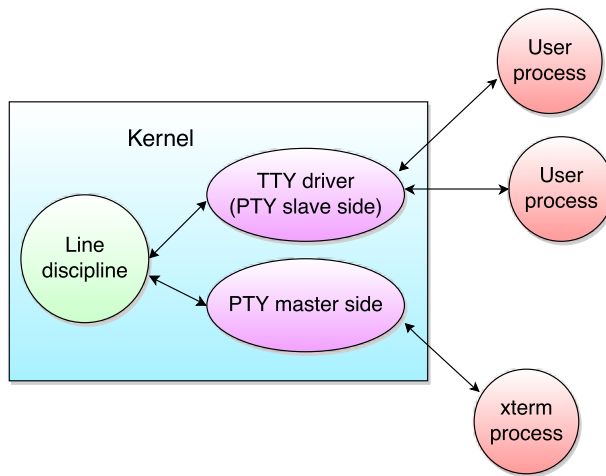 User
process
Kernel
TTY driver
(PTY slave side)
User
process
Line
discipline
PTY master side
xterm
process